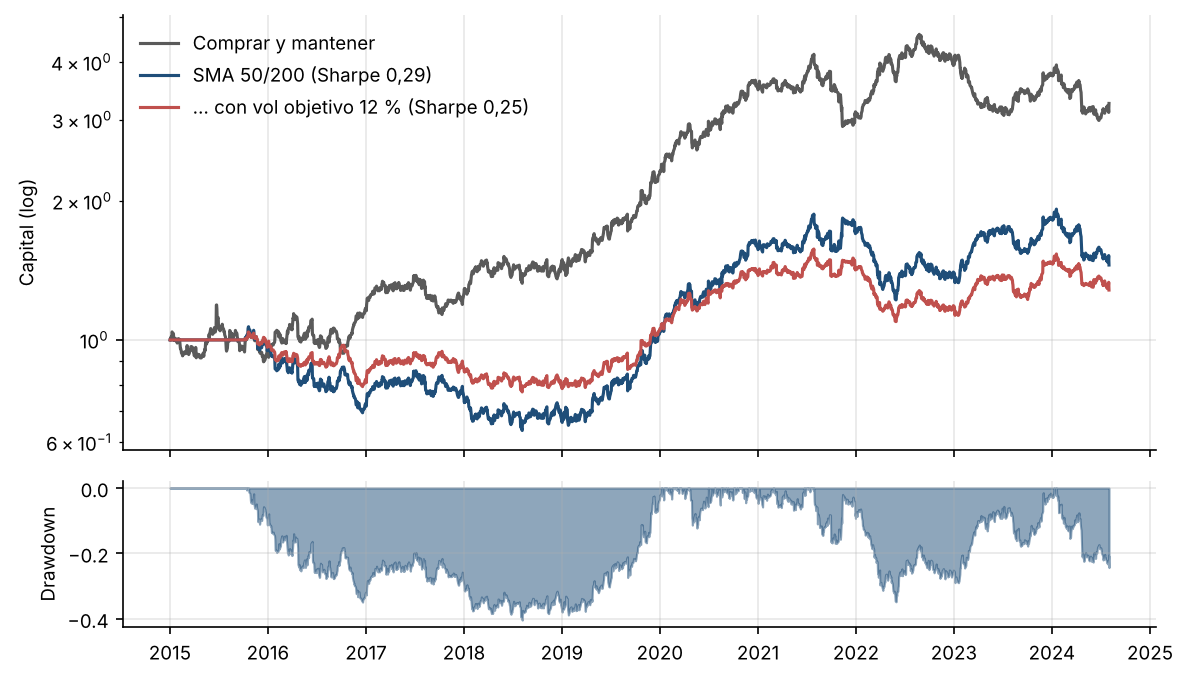 Comprar y mantener
SMA 50/200 (Sharpe 0,29)
... con vol objetivo 12 % (Sharpe 0,25)
Capital (log)
4 × 10⁰
3 × 10⁰
2 × 10⁰
10⁰
6 × 10⁻¹
Drawdown
0.0
−0.2
−0.4
2015 2016 2017 2018 2019 2020 2021 2022 2023 2024 2025